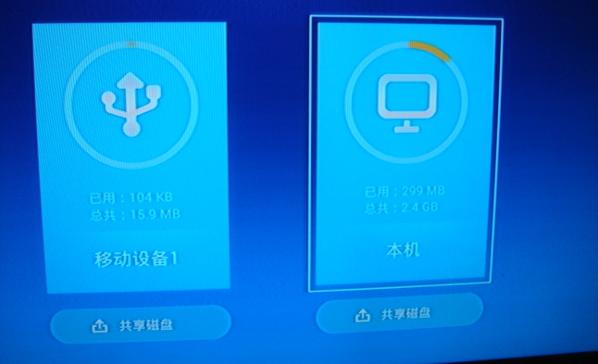 已用：104 KB
总共：15.9 MB
移动设备1
共享磁盘
已用：299 MB
总共：2.4 GB
本机
共享磁盘